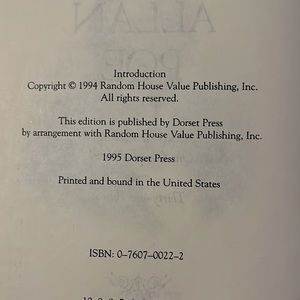 ALLAN
POE
Introduction
Copyright © 1994 Random House Value Publishing, Inc.
All rights reserved.
This edition is published by Dorset Press
by arrangement with Random House Value Publishing, Inc.
1995 Dorset Press
Printed and bound in the United States
ISBN: 0-7607-0022-2